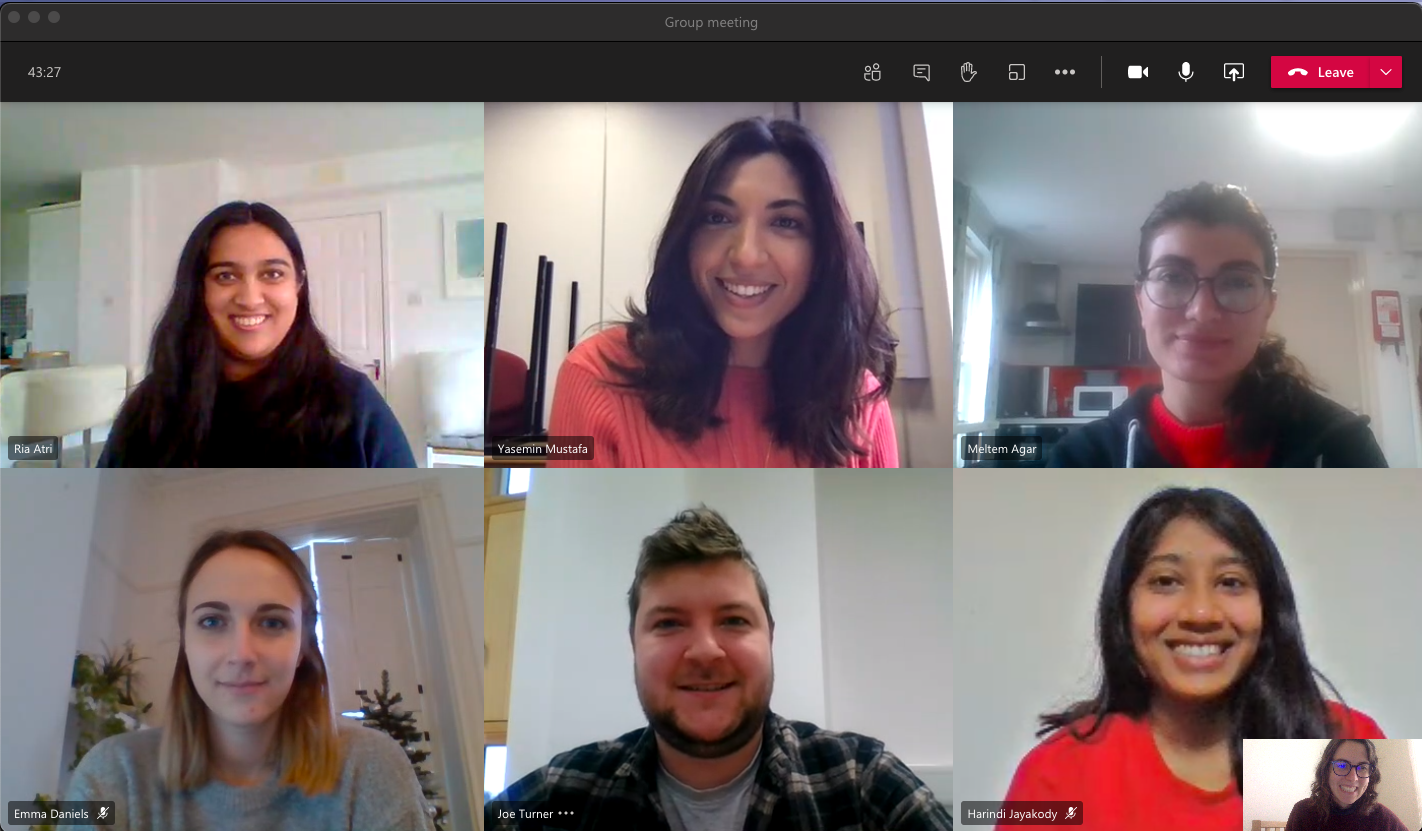 Group meeting
43:27
Leave
Ria Atri
Yasemin Mustafa
Meltem Agar
Emma Daniels
Joe Turner
Harindi Jayakody